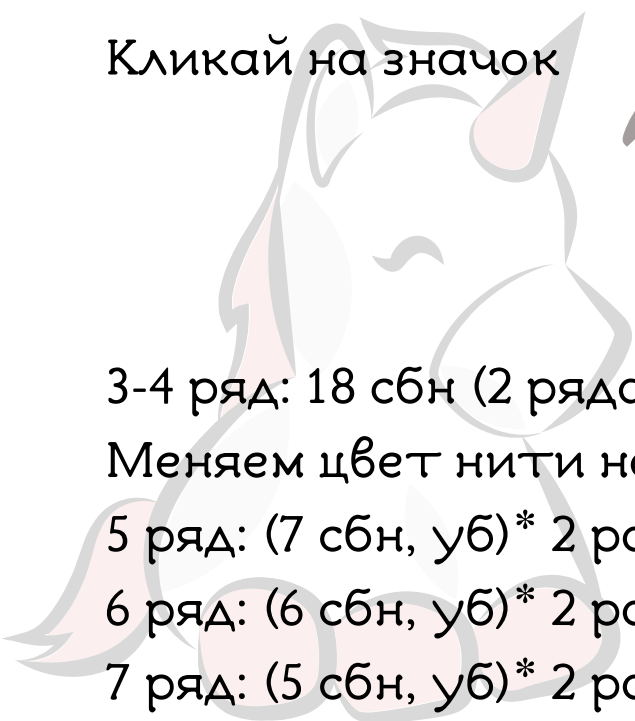 Кликай на значок
3-4 ряд: 18 сбн (2 ряда
Меняем цвет нити
5 ряд: (7 сбн, уб)* 2
6 ряд: (6 сбн, уб)* 2
7 ряд: (5 сбн, уб)* 2